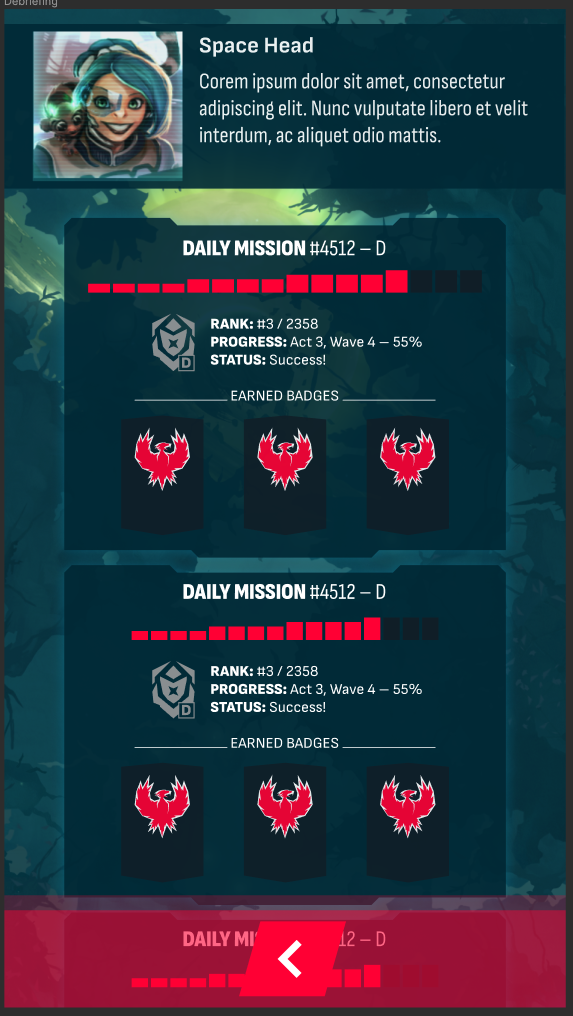 Debriefing
Space Head
Corem ipsum dolor sit amet, consectetur
adipiscing elit. Nunc vulputate libero et velit
interdum, ac aliquet odio mattis.
DAILY MISSION #4512 – D
RANK: #3 / 2358
PROGRESS: Act 3, Wave 4 – 55%
STATUS: Success!
D
EARNED BADGES
DAILY MISSION #4512 – D
RANK: #3 / 2358
PROGRESS: Act 3, Wave 4 – 55%
STATUS: Success!
D
EARNED BADGES
DAILY MI 12 – D